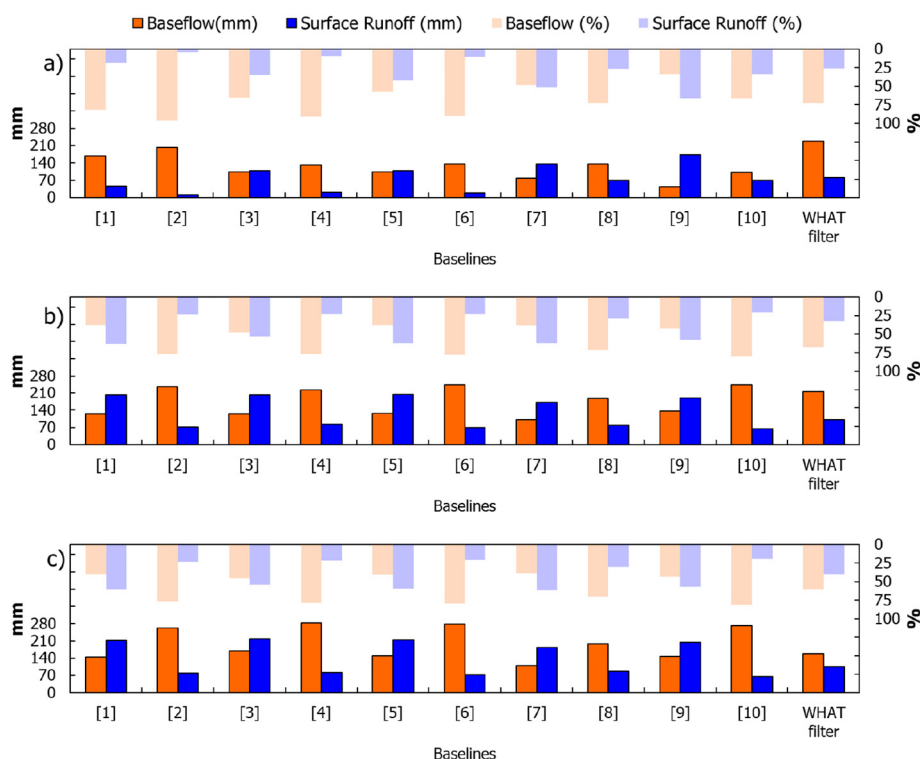 Baseflow(mm) Surface Runoff (mm) Baseflow (%) Surface Runoff (%)
a)
mm
280
210
140
70
0
0
25
50
75
100
%
[1] [2] [3] [4] [5] [6] [7] [8] [9] [10] WHAT
filter
Baselines
b)
mm
280
210
140
70
0
0
25
50
75
100
%
[1] [2] [3] [4] [5] [6] [7] [8] [9] [10] WHAT
filter
Baselines
c)
mm
280
210
140
70
0
0
25
50
75
100
%
[1] [2] [3] [4] [5] [6] [7] [8] [9] [10] WHAT
filter
Baselines